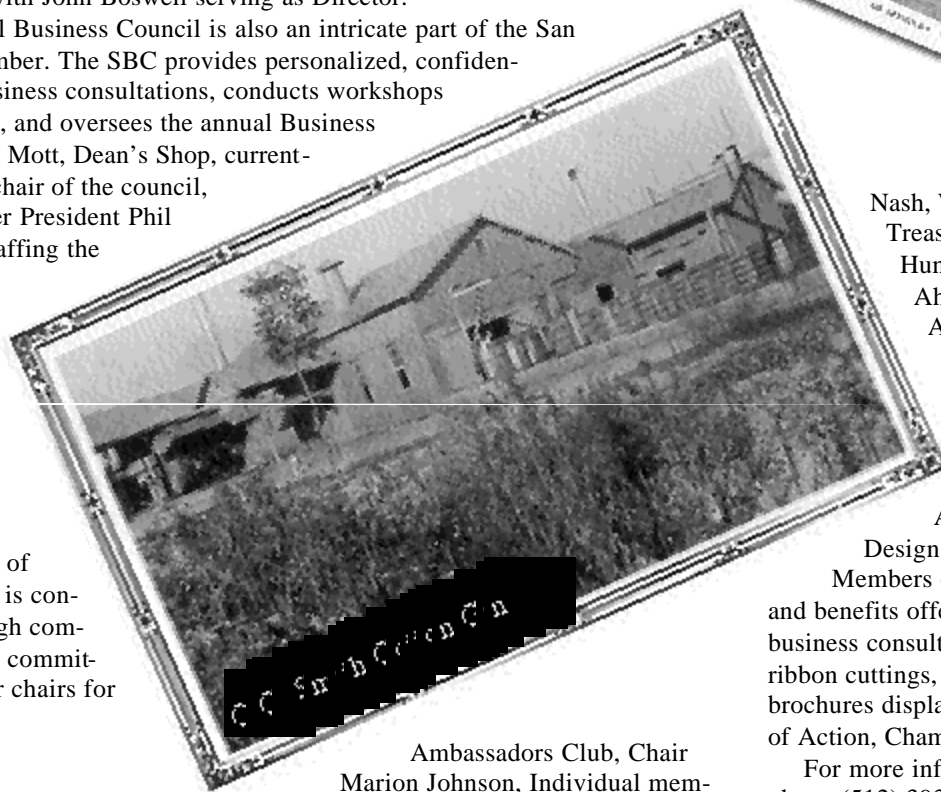 with John Boswell serving as Director.
l Business Council is also an intricate part of the San
mber. The SBC provides personalized, confiden-
siness consultations, conducts workshops
, and oversees the annual Business
Mott, Dean's Shop, current-
chair of the council,
er President Phil
affing the
of
is con-
gh com-
commit-
r chairs for
C C Smith Cotton Gin
Ambassadors Club, Chair
Marion Johnson, Individual mem-
Nash,
Treas
Hun
Ah
A
A
Design
Members
and benefits offe
business consult
ribbon cuttings,
brochures displa
of Action, Cham
For more inf